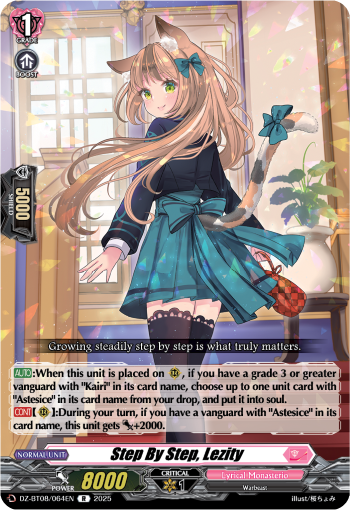 1
GRADE
BOOST
5000
SHIELD
Growing steadily step by step is what truly matters.
AUTO:When this unit is placed on (R), if you have a grade 3 or greater
vanguard with "Kairi" in its card name, choose up to one unit card with
"Astesice" in its card name from your drop, and put it into soul.
CONT【(R)】:During your turn, if you have a vanguard with "Astesice" in its
card name, this unit gets +2000.
NORMAL UNIT
Step By Step, Lezity
POWER 8000
CRITICAL
1
Lyrical Monasterio
Warbeast
D DZ-BT08/064EN R 2025
illust/桜ちょみ